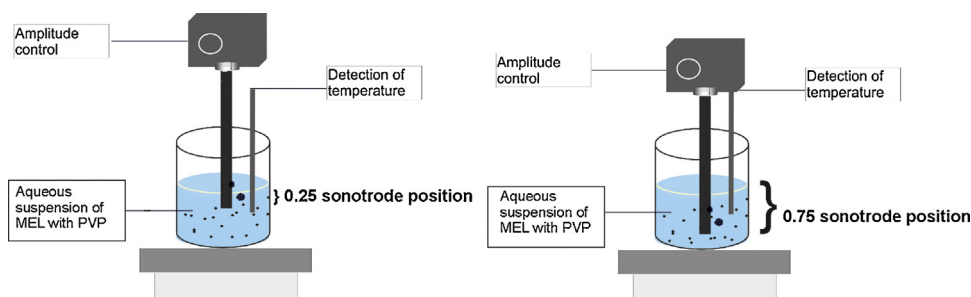 Amplitude
control
Detection of
temperature
Aqueous
suspension of
MEL with PVP
} 0.25 sonotrode position
Amplitude
control
Detection of
temperature
Aqueous
suspension of
MEL with PVP
} 0.75 sonotrode position